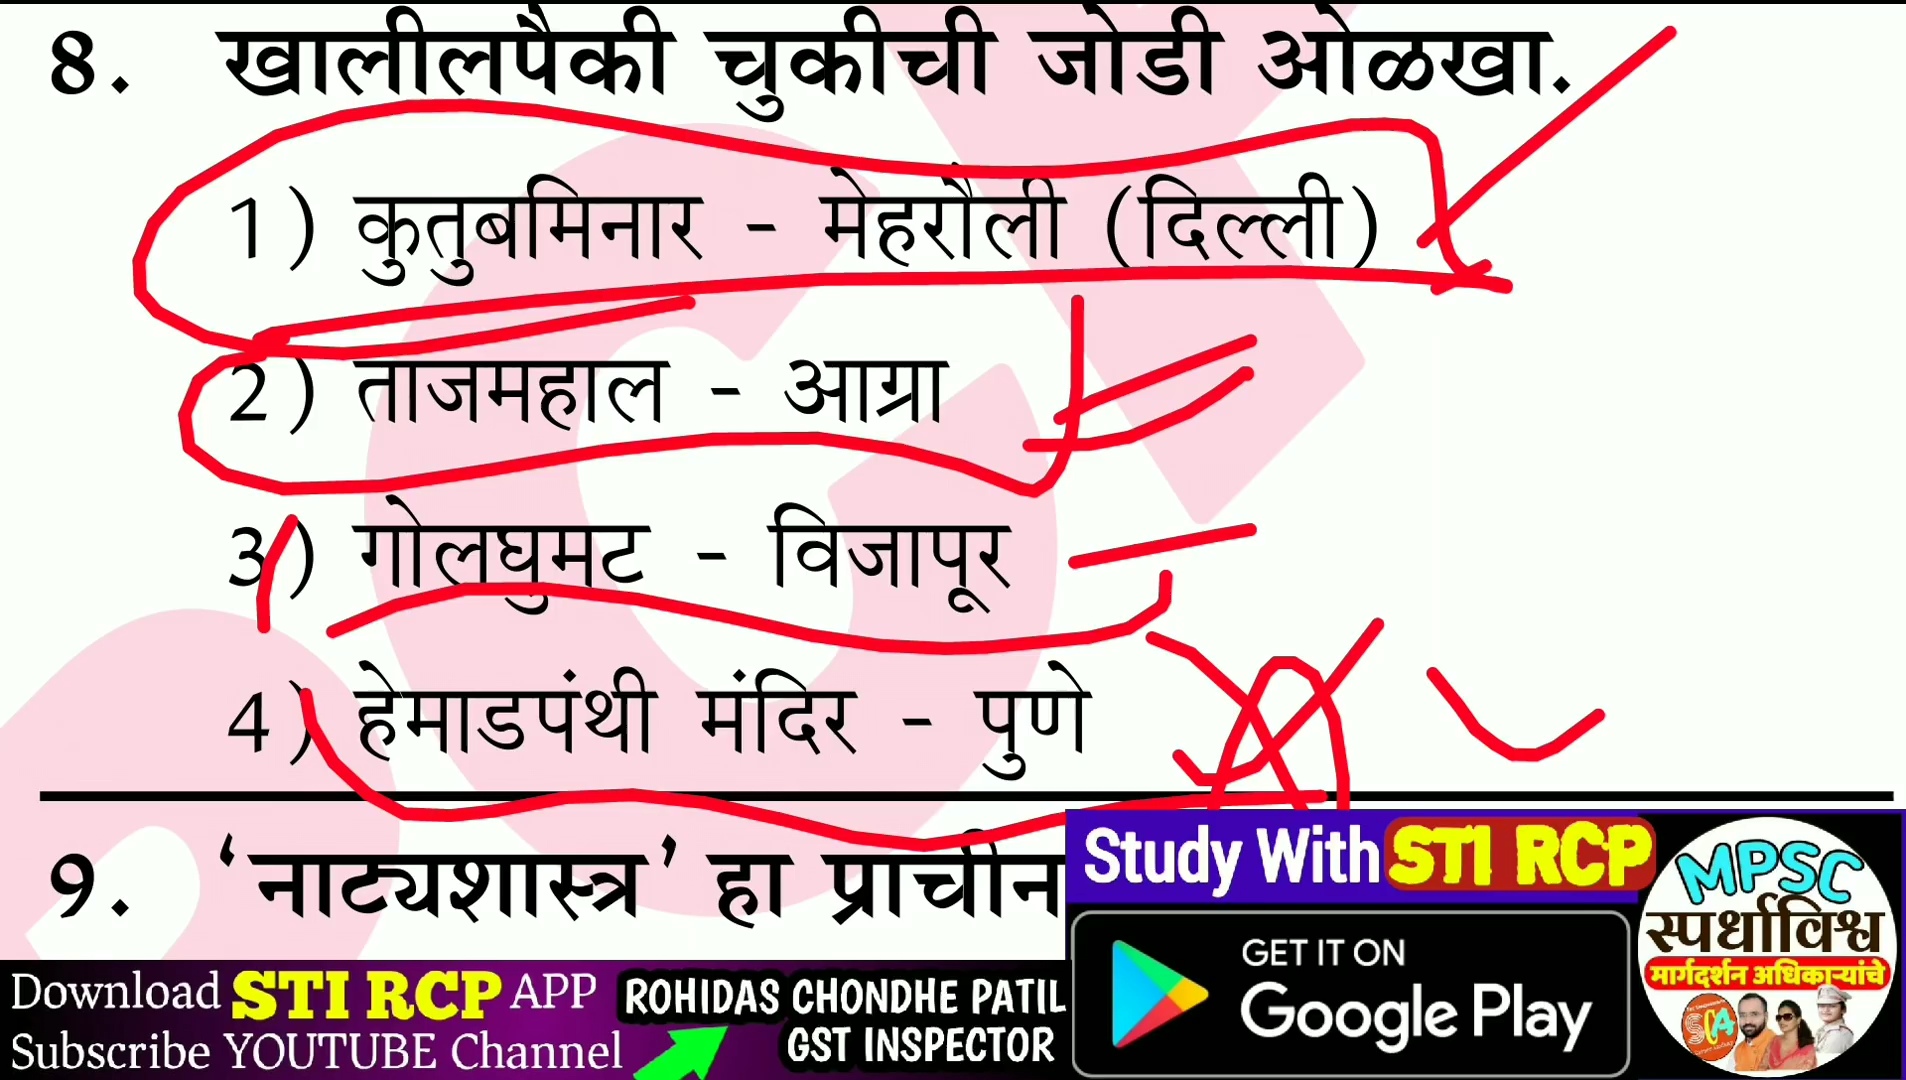 8. खालीलपैकी चुकीची जोडी ओळखा.
1) कुतुबमिनार - मेहरौली (दिल्ली)
2) ताजमहाल - आग्रा
3) गोलघुमट - विजापूर
4) हेमाडपंथी मंदिर - पुणे
9. ‘नाट्यशास्त्र’ हा प्राचीन
Study With STI RCP
GET IT ON
Google Play
MPSC
स्पर्धाविश्व
मार्गदर्शन अधिकाऱ्यांचे
Download STI RCP APP
Subscribe YOUTUBE Channel
ROHIDAS CHONDHE PATIL
GST INSPECTOR